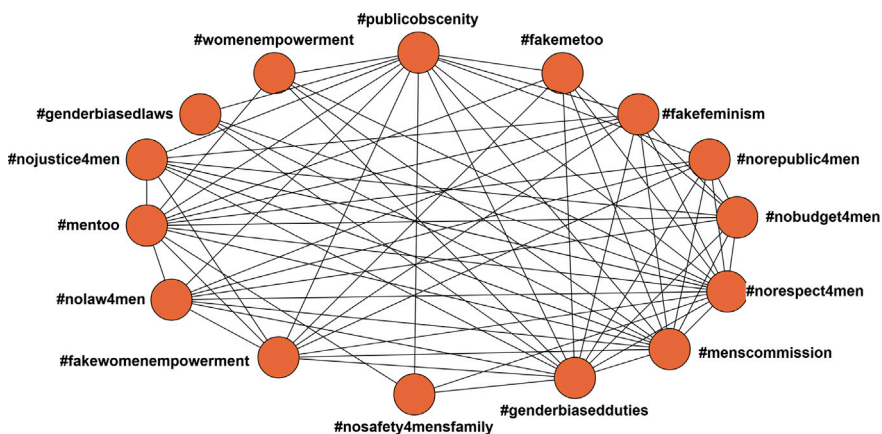 #publicobscenity
#womenempowerment
#fakemetoo
#genderbiasedlaws
#fakefeminism
#nojustice4men
#norepublic4men
#mentoo
#nobudget4men
#nolaw4men
#norespect4men
#fakewomenempowerment
#menscommission
#genderbiasedduties
#nosafety4mensfamily